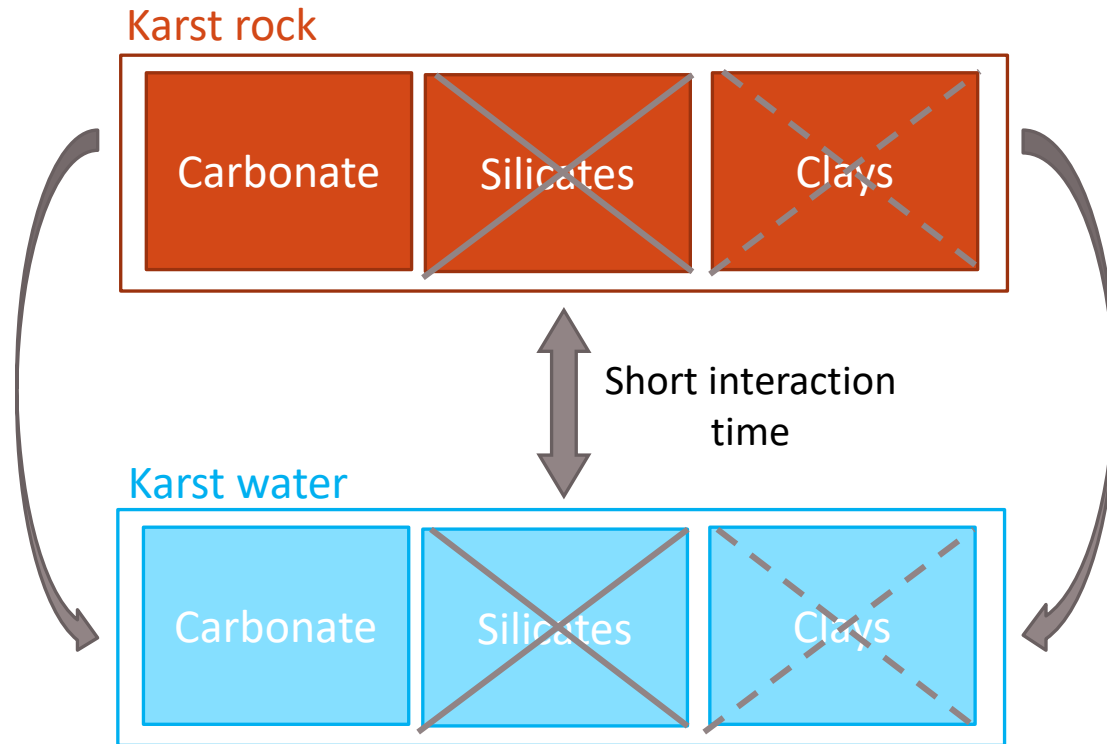 Karst rock
Carbonate
Silicates
Clays
Short interaction
time
Karst water
Carbonate
Silicates
Clays